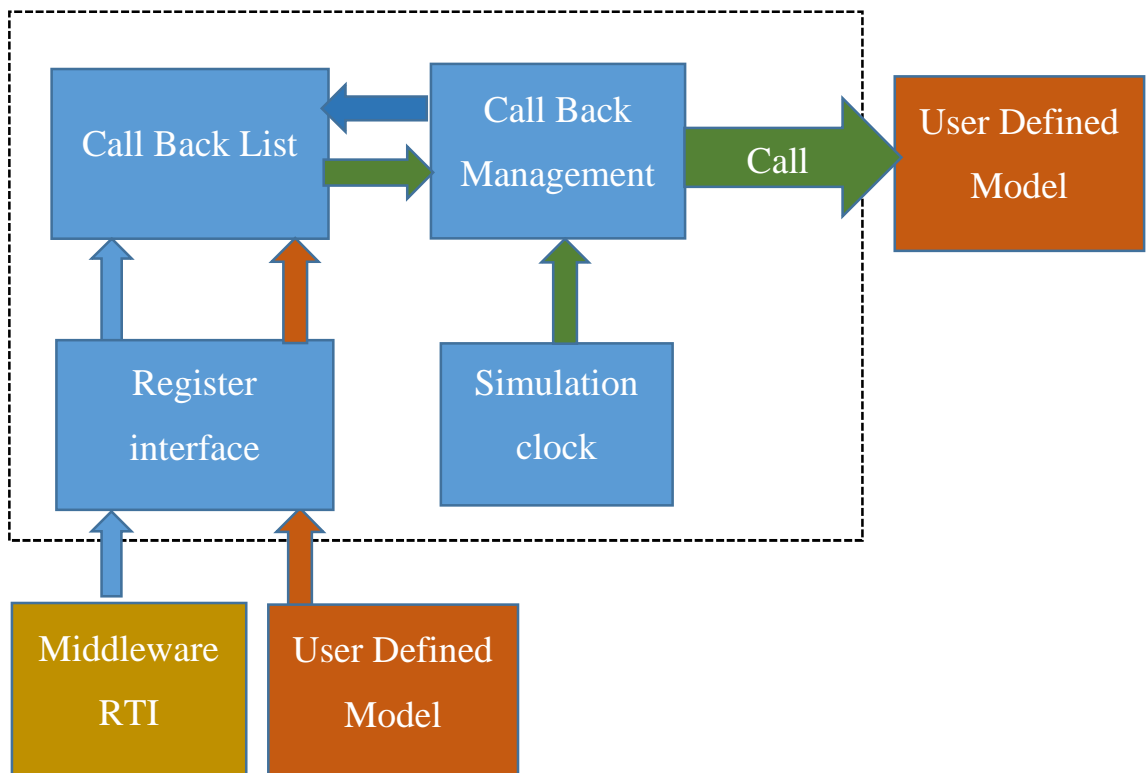 Call Back List
Call Back
Management
Call
User Defined
Model
Register
interface
Simulation
clock
Middleware
RTI
User Defined
Model